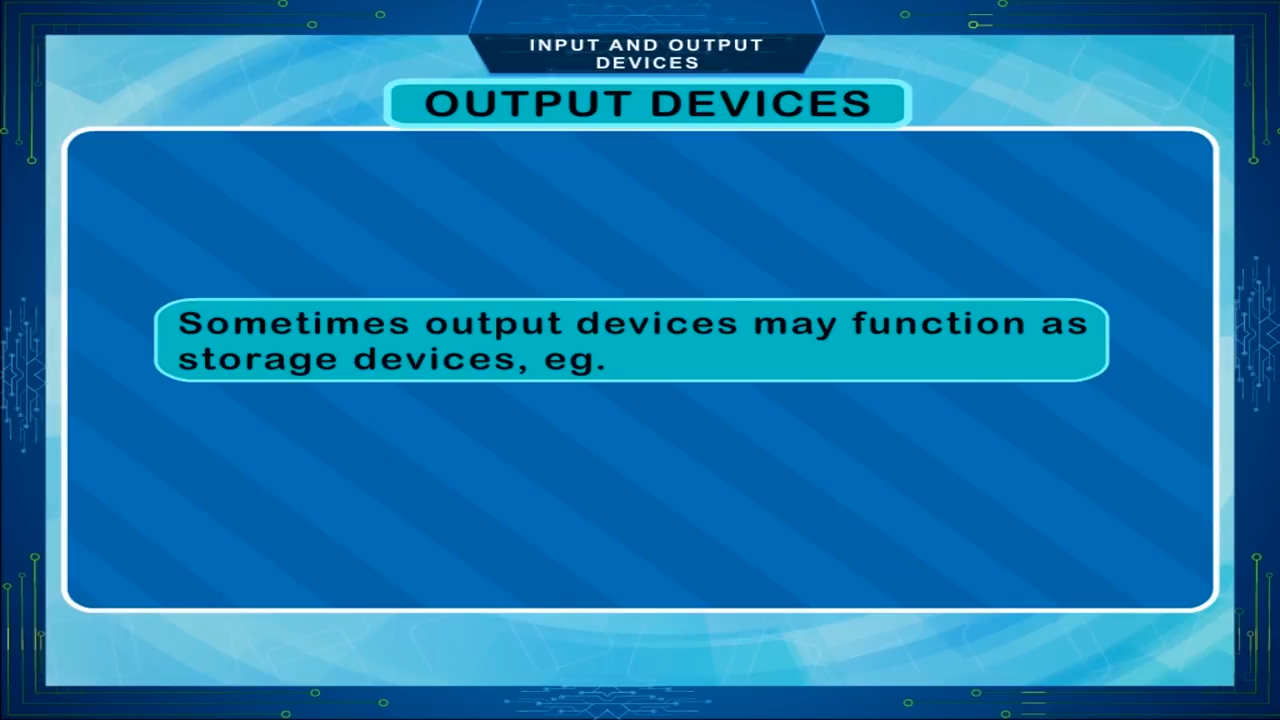 INPUT AND OUTPUT
DEVICES
OUTPUT DEVICES
Sometimes output devices may function as
storage devices, eg.